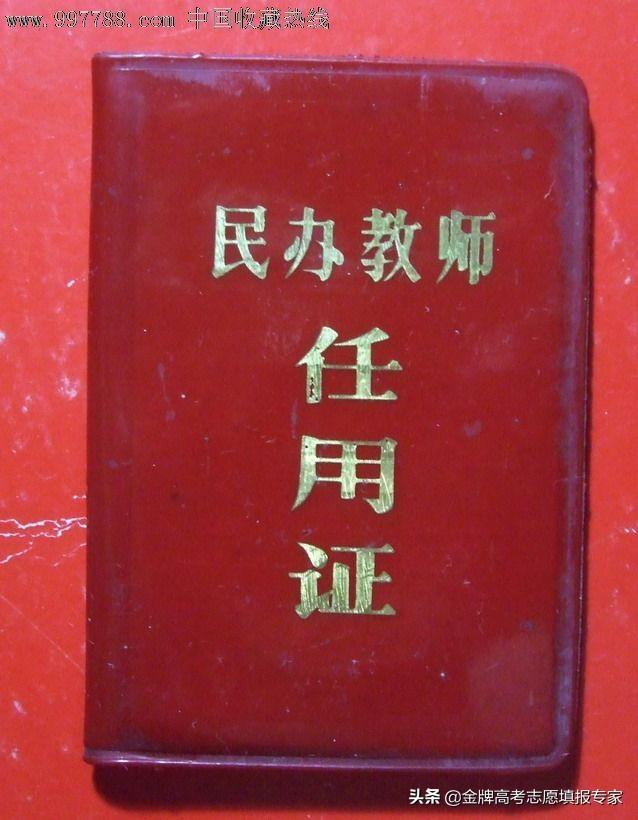 www.997788.com 中国收藏热线
民办教师
任
用
证
头条 @金牌高考志愿填报专家